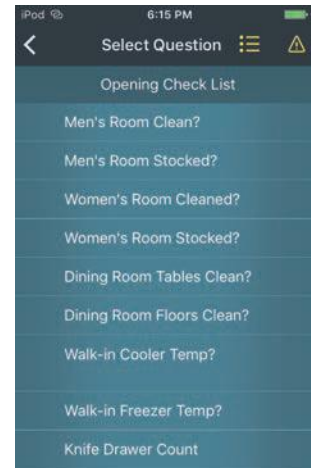 iPod 6:15 PM
Select Question
Opening Check List
Men's Room Clean?
Men's Room Stocked?
Women's Room Cleaned?
Women's Room Stocked?
Dining Room Tables Clean?
Dining Room Floors Clean?
Walk-in Cooler Temp?
Walk-in Freezer Temp?
Knife Drawer Count